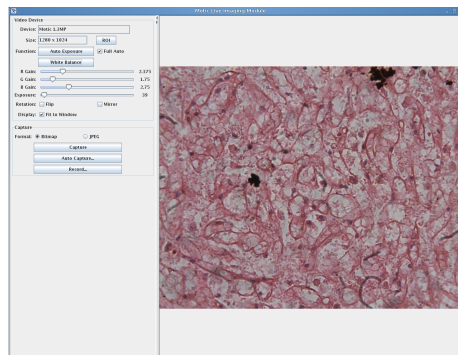 Motic Live Imaging Module
Video Device
Device: Motic 1.3MP
Size: 1280 x 1024 ROI
Function: Auto Exposure Full Auto
White Balance
R Gain: 2.375
G Gain: 1.75
B Gain: 2.75
Exposure: 39
Rotation: Flip Mirror
Display: Fit to Window
Capture
Format: Bitmap JPEG
Capture
Auto Capture...
Record...